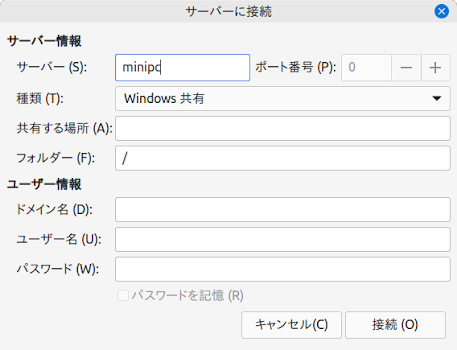 サーバーに接続
サーバー情報
サーバー (S): minipc ポート番号 (P): 0
種類 (T): Windows 共有
共有する場所 (A):
フォルダー (F): /
ユーザー情報
ドメイン名 (D):
ユーザー名 (U):
パスワード (W):
パスワードを記憶 (R)
キャンセル(C) 接続 (O)